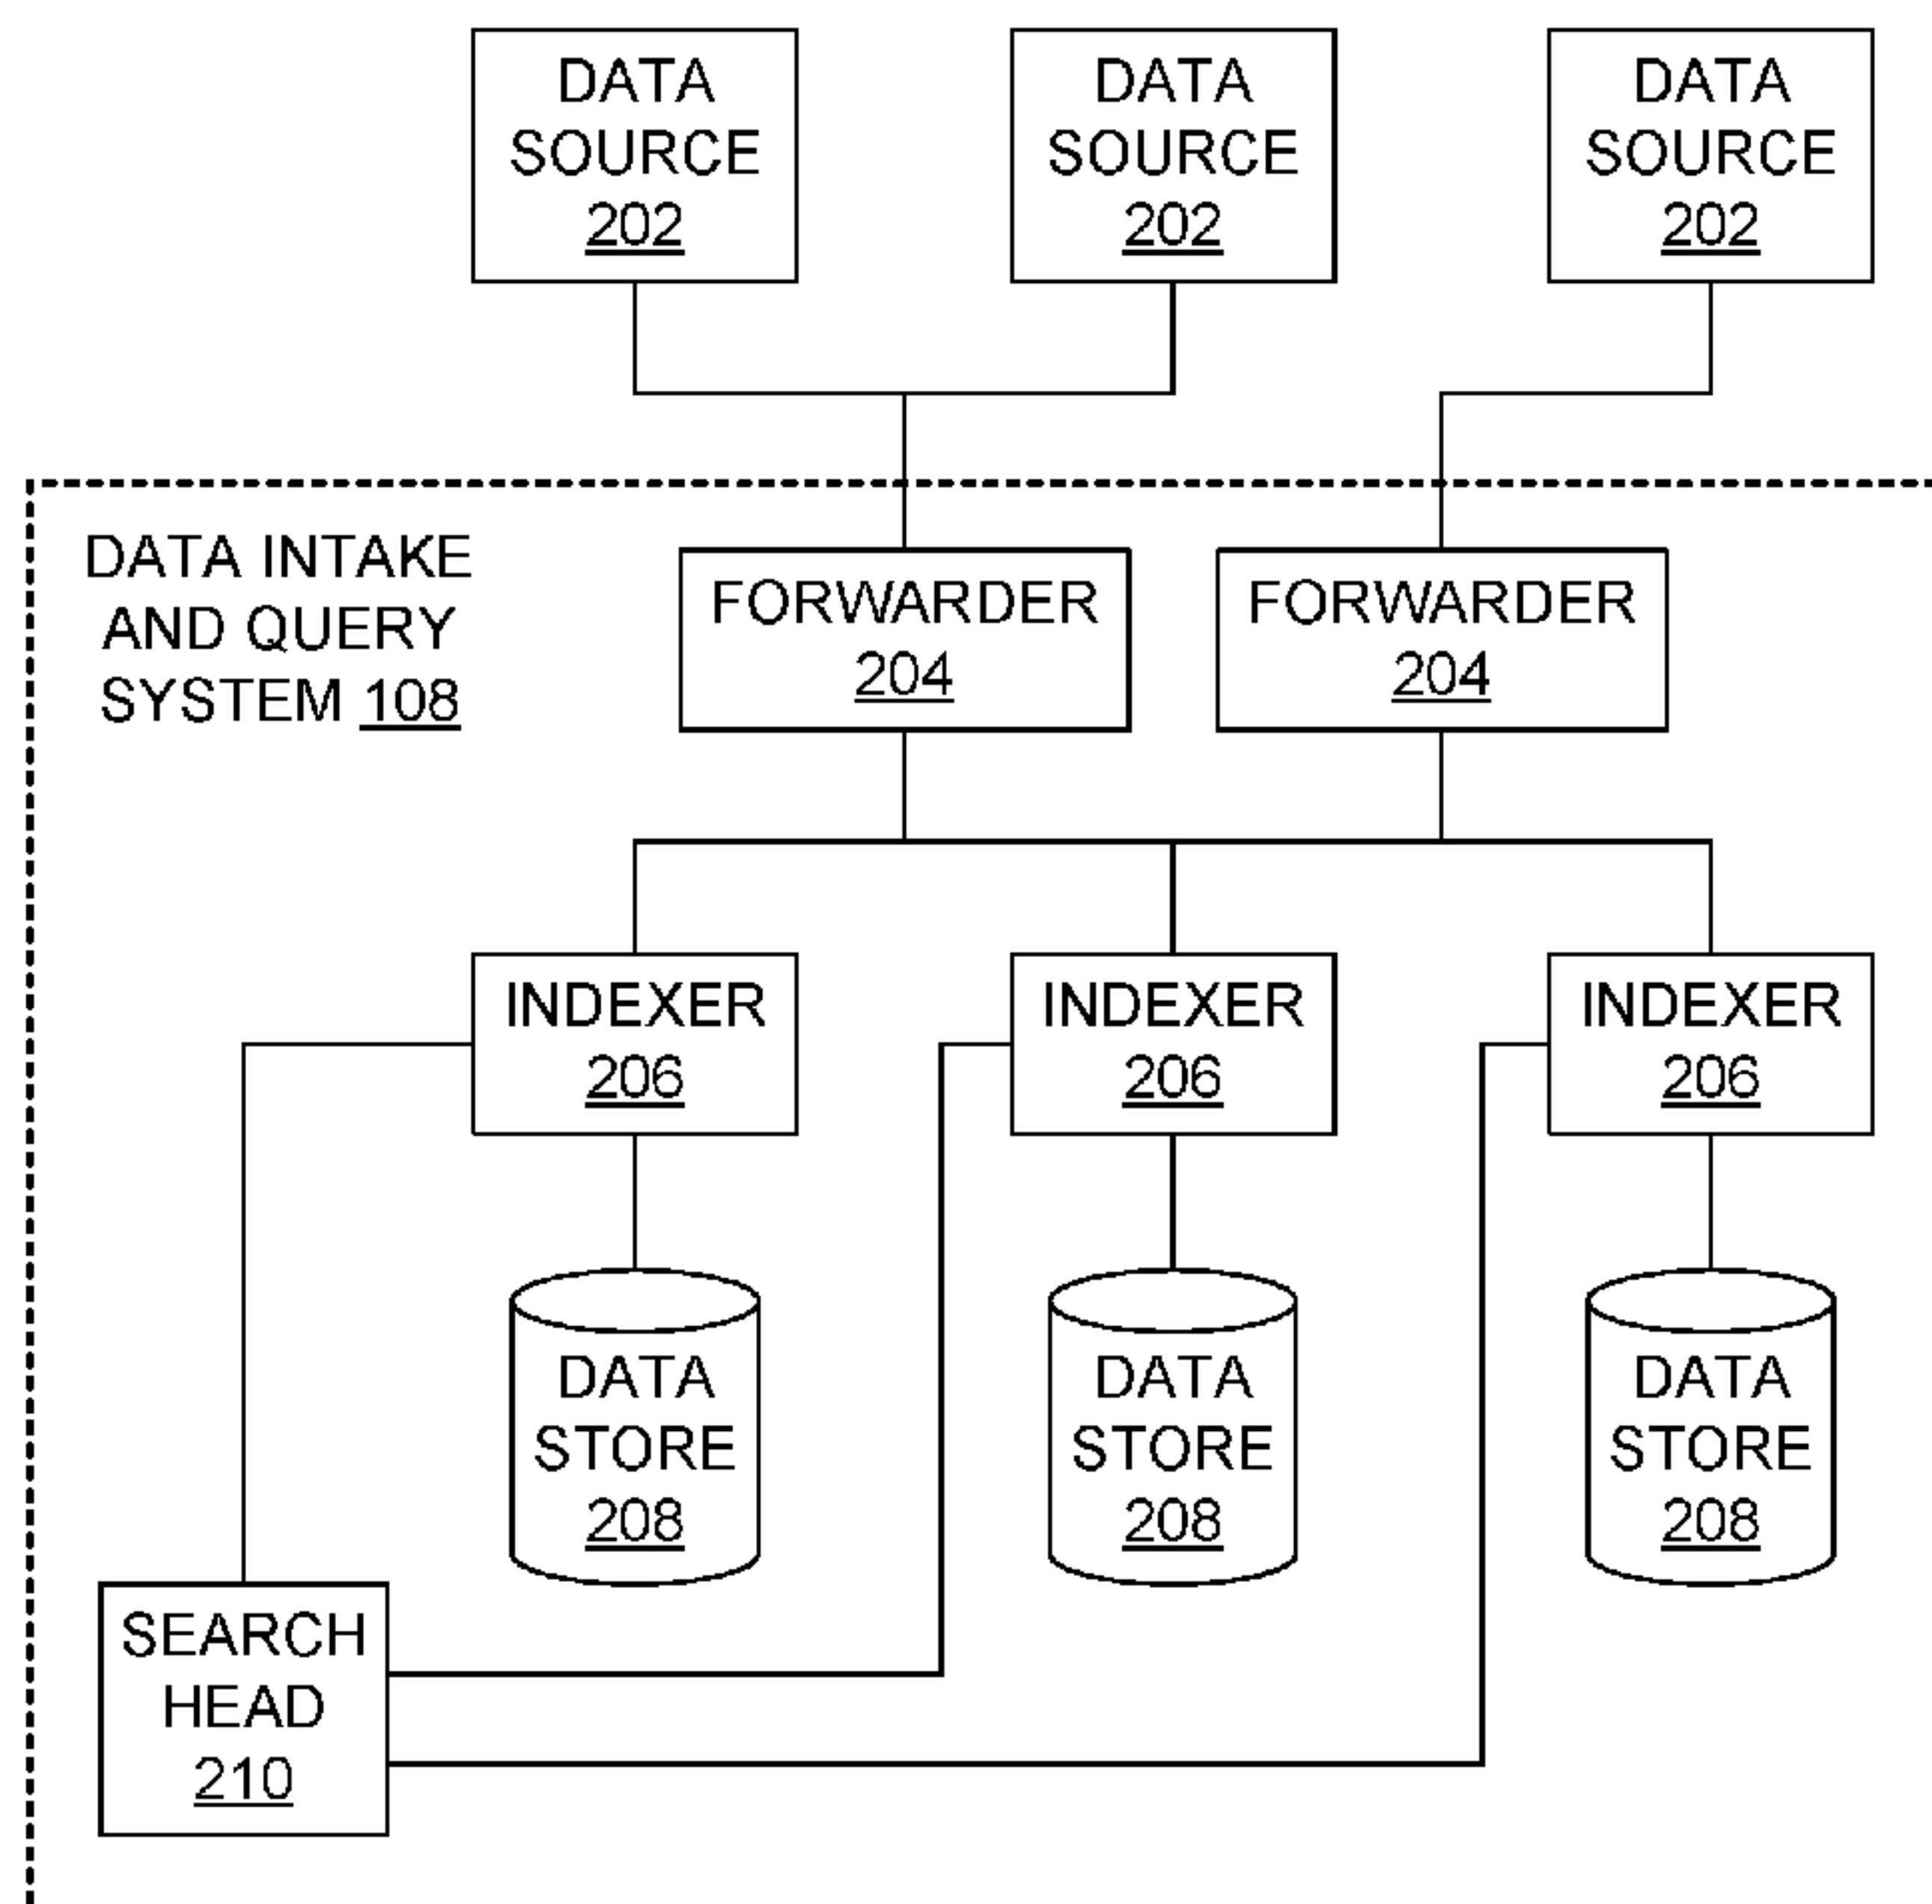 DATA
SOURCE
202
DATA
SOURCE
202
DATA
SOURCE
202
DATA INTAKE
AND QUERY
SYSTEM 108
FORWARDER
204
FORWARDER
204
INDEXER
206
INDEXER
206
INDEXER
206
DATA
STORE
208
DATA
STORE
208
DATA
STORE
208
SEARCH
HEAD
210